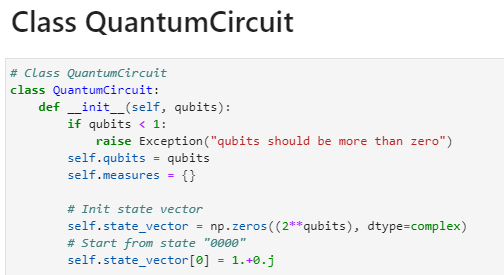 Class QuantumCircuit
# Class QuantumCircuit
class QuantumCircuit:
    def __init__(self, qubits):
        if qubits < 1:
            raise Exception("qubits should be more than zero")
        self.qubits = qubits
        self.measures = {}

        # Init state vector
        self.state_vector = np.zeros((2**qubits), dtype=complex)
        # Start from state "0000"
        self.state_vector[0] = 1.+0.j